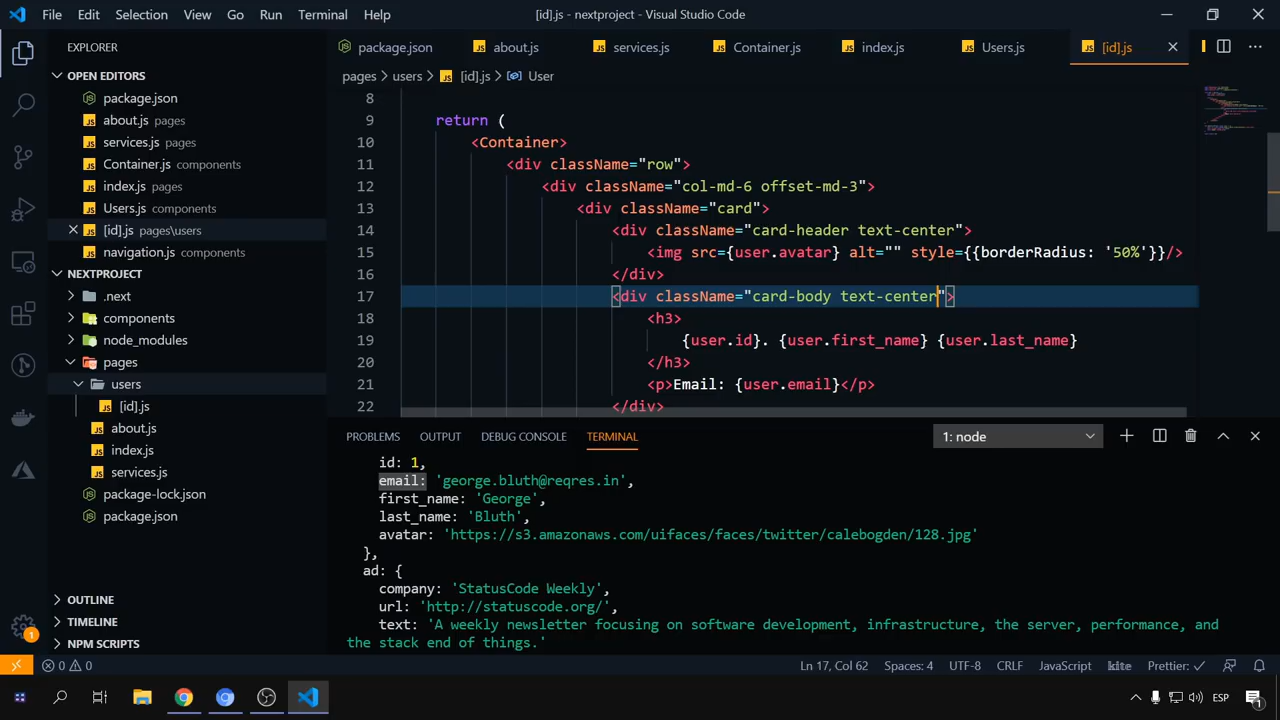 File Edit Selection View Go Run Terminal Help
[id].js - nextproject - Visual Studio Code
EXPLORER
OPEN EDITORS
package.json
about.js pages
services.js pages
Container.js components
index.js pages
Users.js components
[id].js pages\users
navigation.js components
NEXTPROJECT
.next
components
node_modules
pages
users
[id].js
about.js
index.js
services.js
package-lock.json
package.json
OUTLINE
TIMELINE
NPM SCRIPTS
package.json about.js services.js Container.js index.js Users.js [id].js
pages > users > [id].js > User
8
9 return (
10 <Container>
11 <div className="row">
12 <div className="col-md-6 offset-md-3">
13 <div className="card">
14 <div className="card-header text-center">
15 <img src={user.avatar} alt="" style={{borderRadius: '50%'}}/>
16 </div>
17 <div className="card-body text-center">
18 <h3>
19 {user.id}. {user.first_name} {user.last_name}
20 </h3>
21 <p>Email: {user.email}</p>
22 </div>
PROBLEMS OUTPUT DEBUG CONSOLE TERMINAL 1: node
id: 1,
email: 'george.bluth@reqres.in',
first_name: 'George',
last_name: 'Bluth',
avatar: 'https://s3.amazonaws.com/uifaces/faces/twitter/calebogden/128.jpg'
},
ad: {
company: 'StatusCode Weekly',
url: 'http://statuscode.org/',
text: 'A weekly newsletter focusing on software development, infrastructure, the server, performance, and
the stack end of things.'
0 0 Ln 17, Col 62 Spaces: 4 UTF-8 CRLF JavaScript kite Prettier: ✓
ESP 1